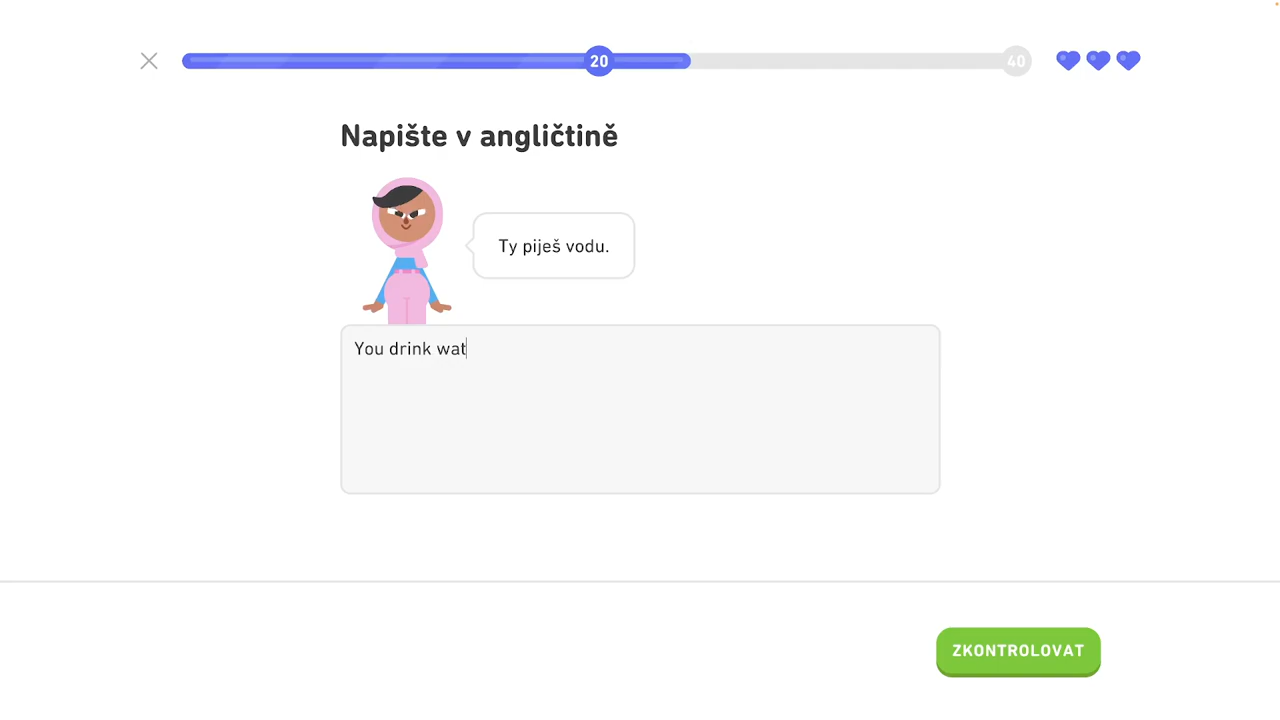 20
40
Napište v angličtině
Ty piješ vodu.
You drink wat
ZKONTROLOVAT